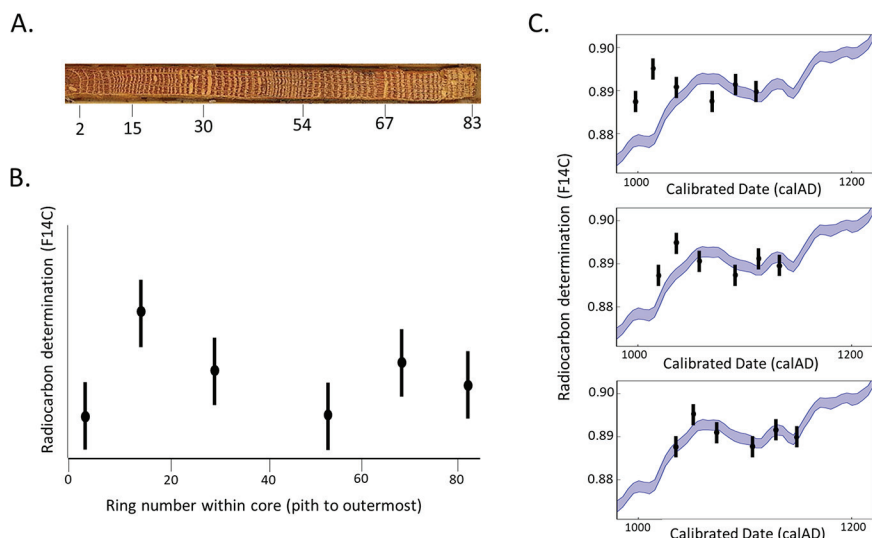 A.
2 15 30 54 67 83
B.
Radiocarbon determination (F14C)
0 20 40 60 80
Ring number within core (pith to outermost)
C.
Radiocarbon determination (F14C)
0.90
0.89
0.88
1000 1200
Calibrated Date (calAD)
0.90
0.89
0.88
1000 1200
Calibrated Date (calAD)
0.90
0.89
0.88
1000 1200
Calibrated Date (calAD)